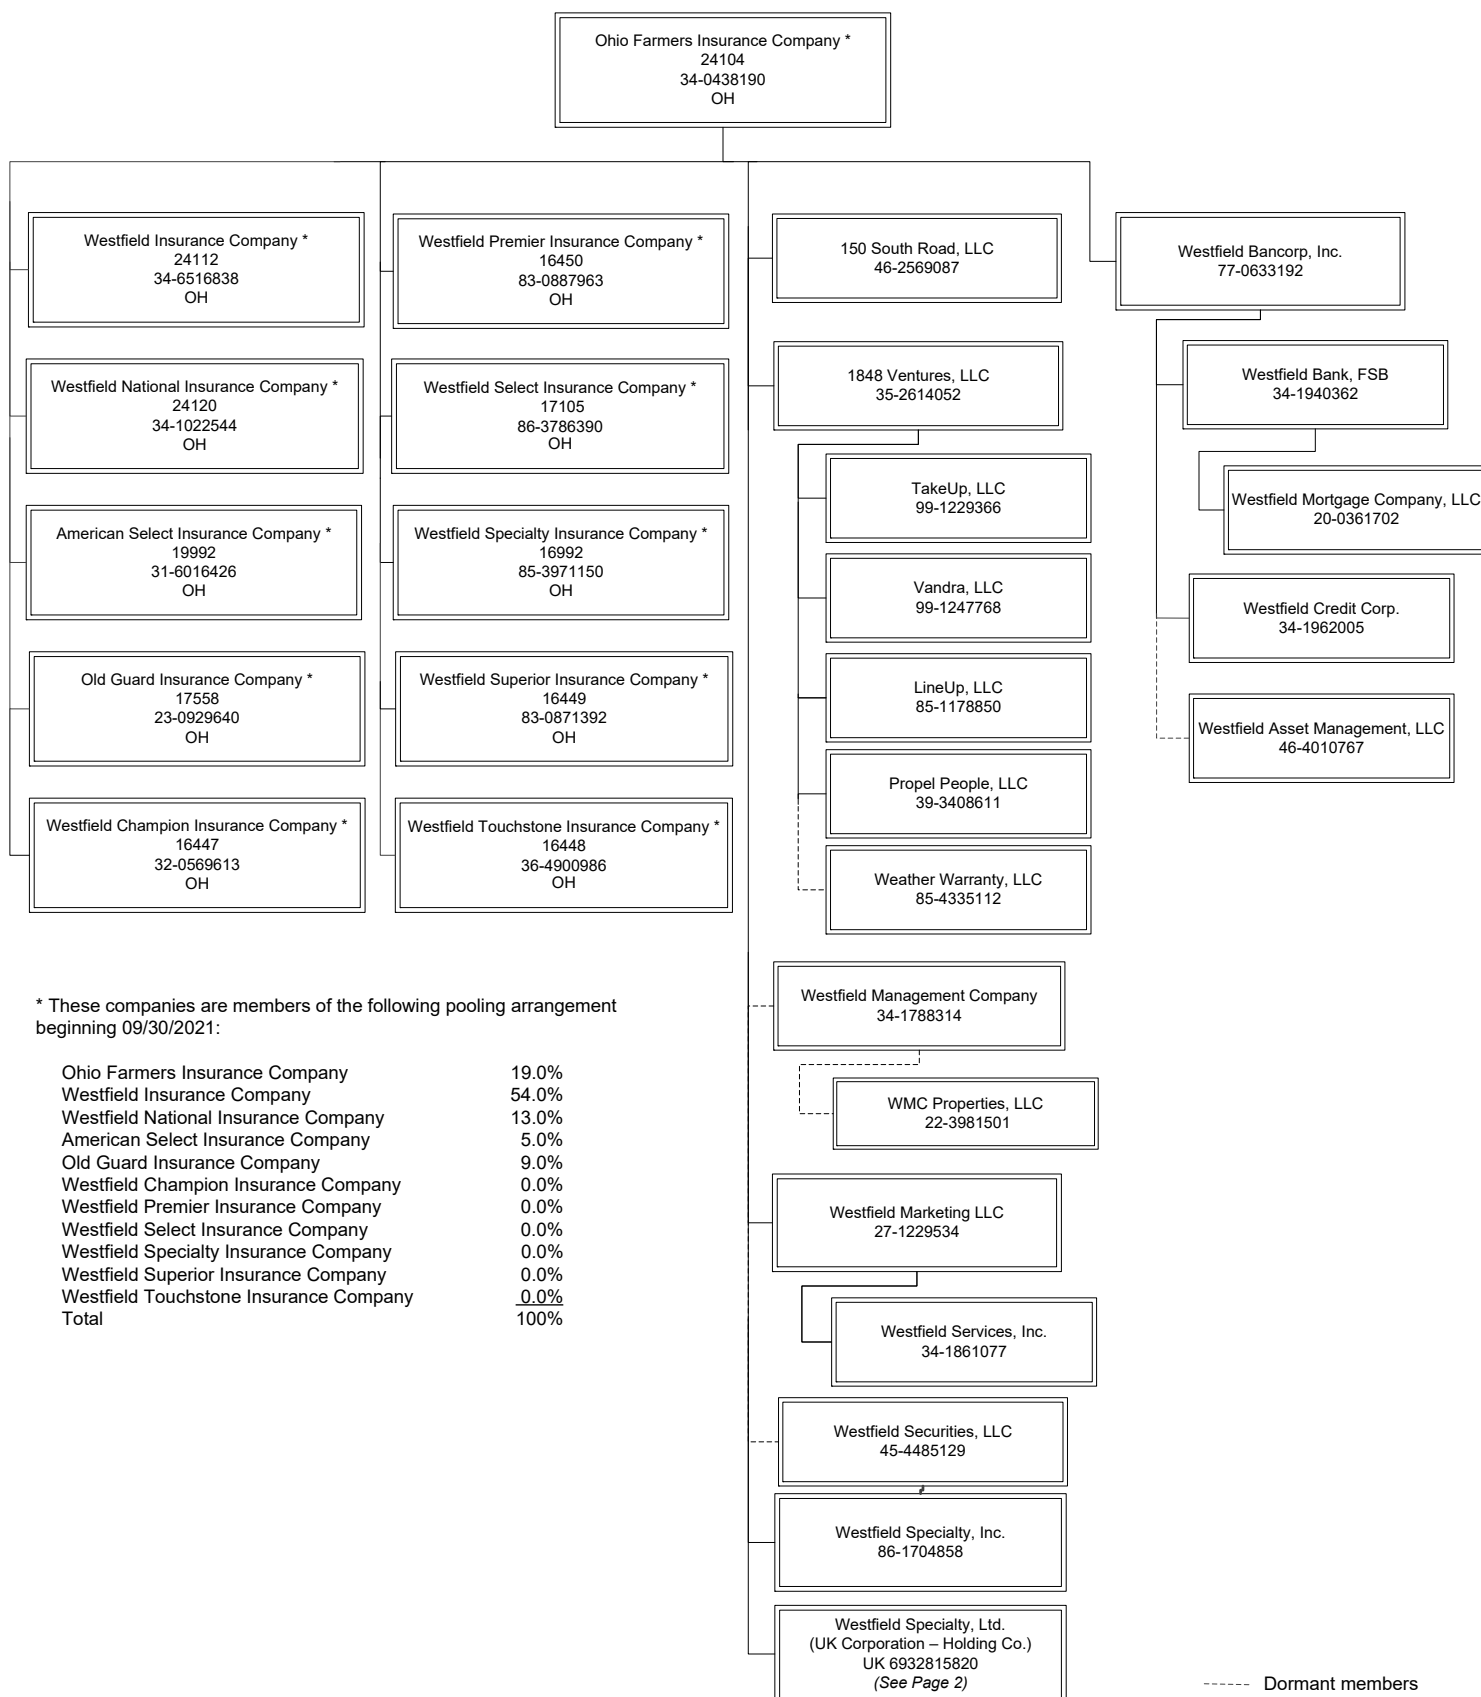 Ohio Farmers Insurance Company *
24104
34-0438190
OH
Westfield Insurance Company *
24112
34-6516838
OH
Westfield National Insurance Company *
24120
34-1022544
OH
American Select Insurance Company *
19992
31-6016426
OH
Old Guard Insurance Company *
17558
23-0929640
OH
Westfield Champion Insurance Company *
16447
32-0569613
OH
Westfield Premier Insurance Company *
16450
83-0887963
OH
Westfield Select Insurance Company *
17105
86-3786390
OH
Westfield Specialty Insurance Company *
16992
85-3971150
OH
Westfield Superior Insurance Company *
16449
83-0871392
OH
Westfield Touchstone Insurance Company *
16448
36-4900986
OH
150 South Road, LLC
46-2569087
1848 Ventures, LLC
35-2614052
TakeUp, LLC
99-1229366
Vandra, LLC
99-1247768
LineUp, LLC
85-1178850
Propel People, LLC
39-3408611
Weather Warranty, LLC
85-4335112
Westfield Management Company
34-1788314
WMC Properties, LLC
22-3981501
Westfield Marketing LLC
27-1229534
Westfield Services, Inc.
34-1861077
Westfield Securities, LLC
45-4485129
Westfield Specialty, Inc.
86-1704858
Westfield Specialty, Ltd.
(UK Corporation – Holding Co.)
UK 6932815820
(See Page 2)
Westfield Bancorp, Inc.
77-0633192
Westfield Bank, FSB
34-1940362
Westfield Mortgage Company, LLC
20-0361702
Westfield Credit Corp.
34-1962005
Westfield Asset Management, LLC
46-4010767
* These companies are members of the following pooling arrangement
beginning 09/30/2021:
Ohio Farmers Insurance Company 19.0%
Westfield Insurance Company 54.0%
Westfield National Insurance Company 13.0%
American Select Insurance Company 5.0%
Old Guard Insurance Company 9.0%
Westfield Champion Insurance Company 0.0%
Westfield Premier Insurance Company 0.0%
Westfield Select Insurance Company 0.0%
Westfield Specialty Insurance Company 0.0%
Westfield Superior Insurance Company 0.0%
Westfield Touchstone Insurance Company 0.0%
Total 100%
Dormant members